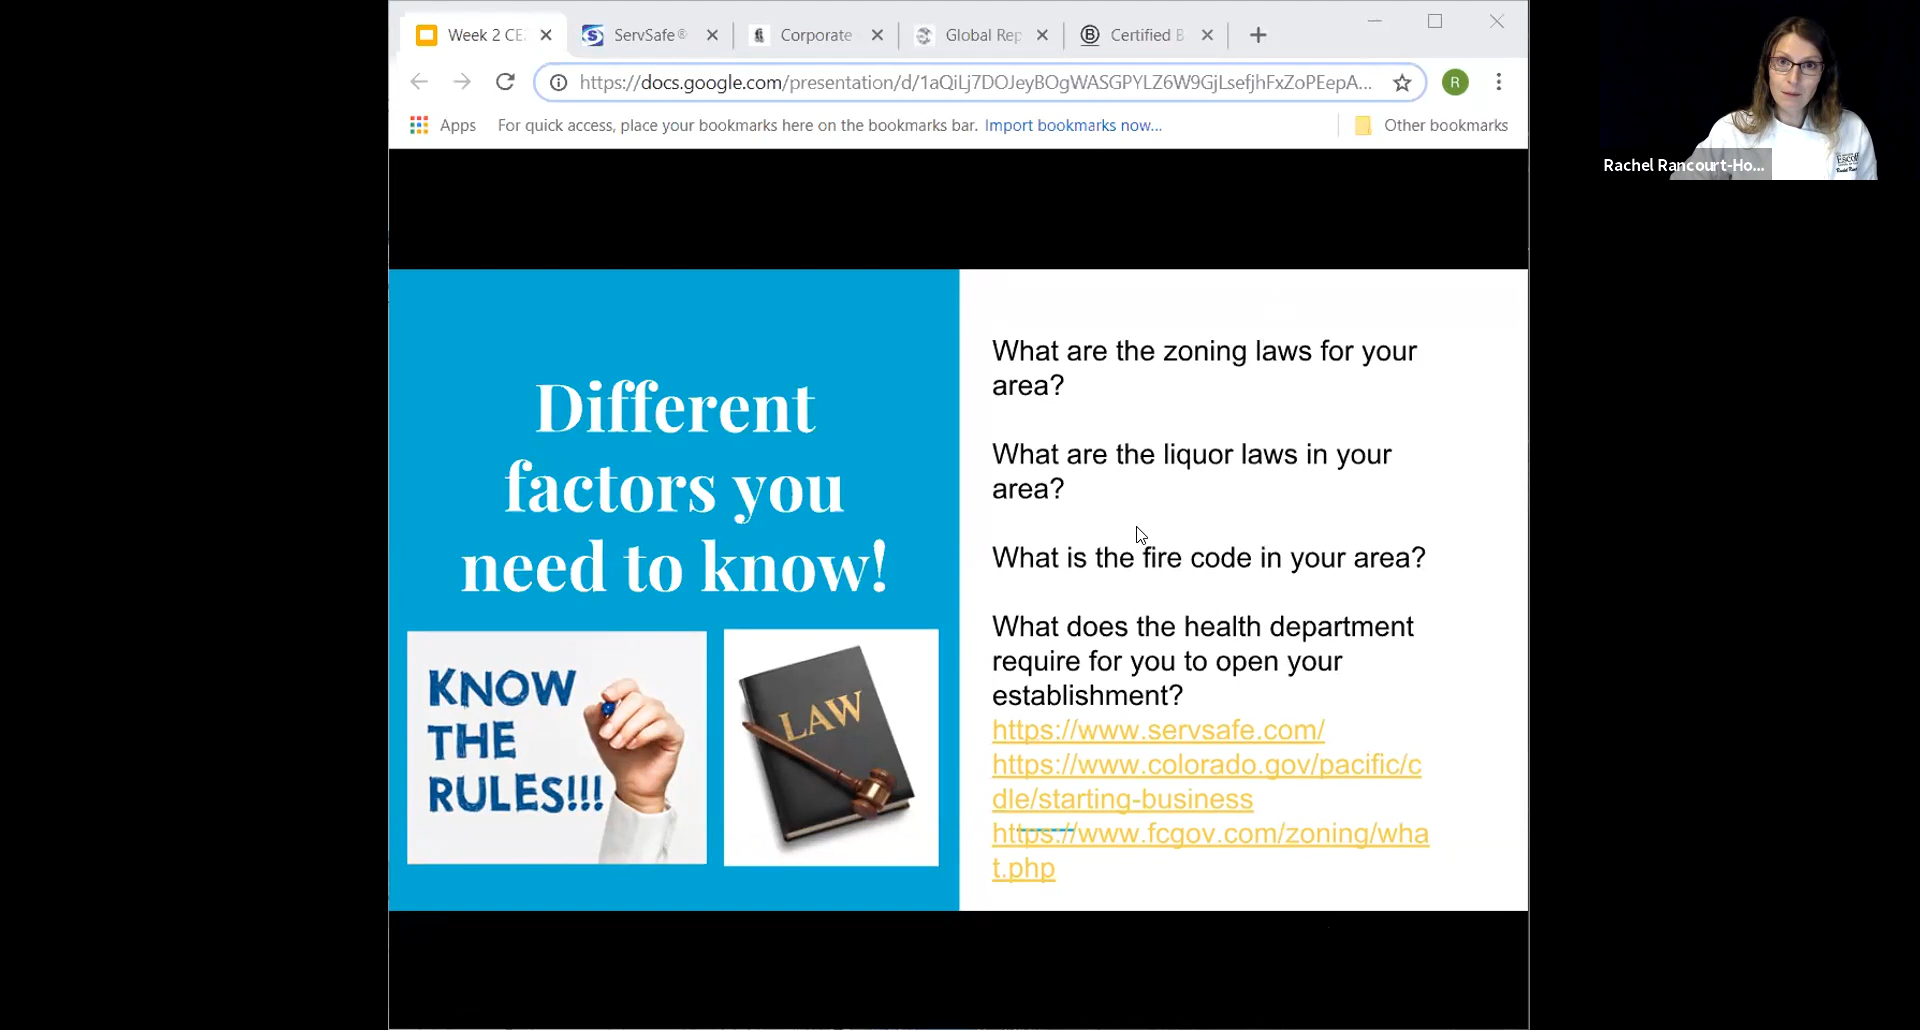 Week 2 CE
ServSafe®
Corporate
Global Rep
Certified B
https://docs.google.com/presentation/d/1aQiLj7DOJeyBOgWASGPYLZ6W9GjLsefjhFxZoPEepA...
R
Apps
For quick access, place your bookmarks here on the bookmarks bar. Import bookmarks now...
Other bookmarks
Rachel Rancourt-Ho...
Different
factors you
need to know!
KNOW
THE
RULES!!!
LAW
What are the zoning laws for your
area?
What are the liquor laws in your
area?
What is the fire code in your area?
What does the health department
require for you to open your
establishment?
https://www.servsafe.com/
https://www.colorado.gov/pacific/c
dle/starting-business
https://www.fcgov.com/zoning/wha
t.php